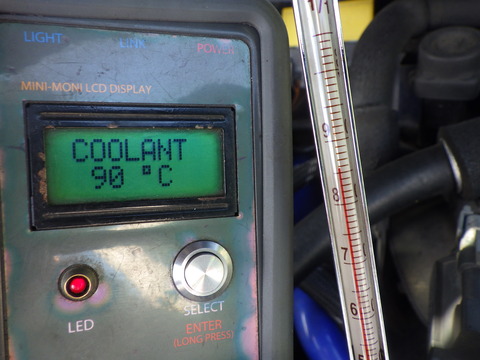 LIGHT LINK POWER
MINI-MONI LCD DISPLAY
COOLANT
90 °C
LED
SELECT
ENTER
(LONG PRESS)
9
8
7
6